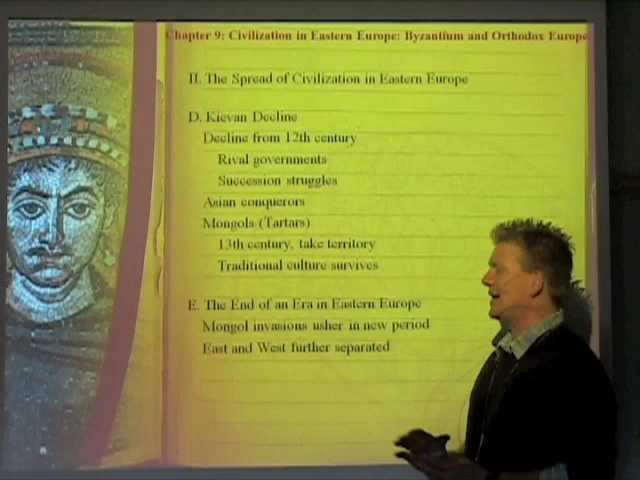 Chapter 9: Civilization in Eastern Europe: Byzantium and Orthodox Europe
II. The Spread of Civilization in Eastern Europe
D. Kievan Decline
Decline from 12th century
Rival governments
Succession struggles
Asian conquerors
Mongols (Tartars)
13th century, take territory
Traditional culture survives
E. The End of an Era in Eastern Europe
Mongol invasions usher in new period
East and West further separated